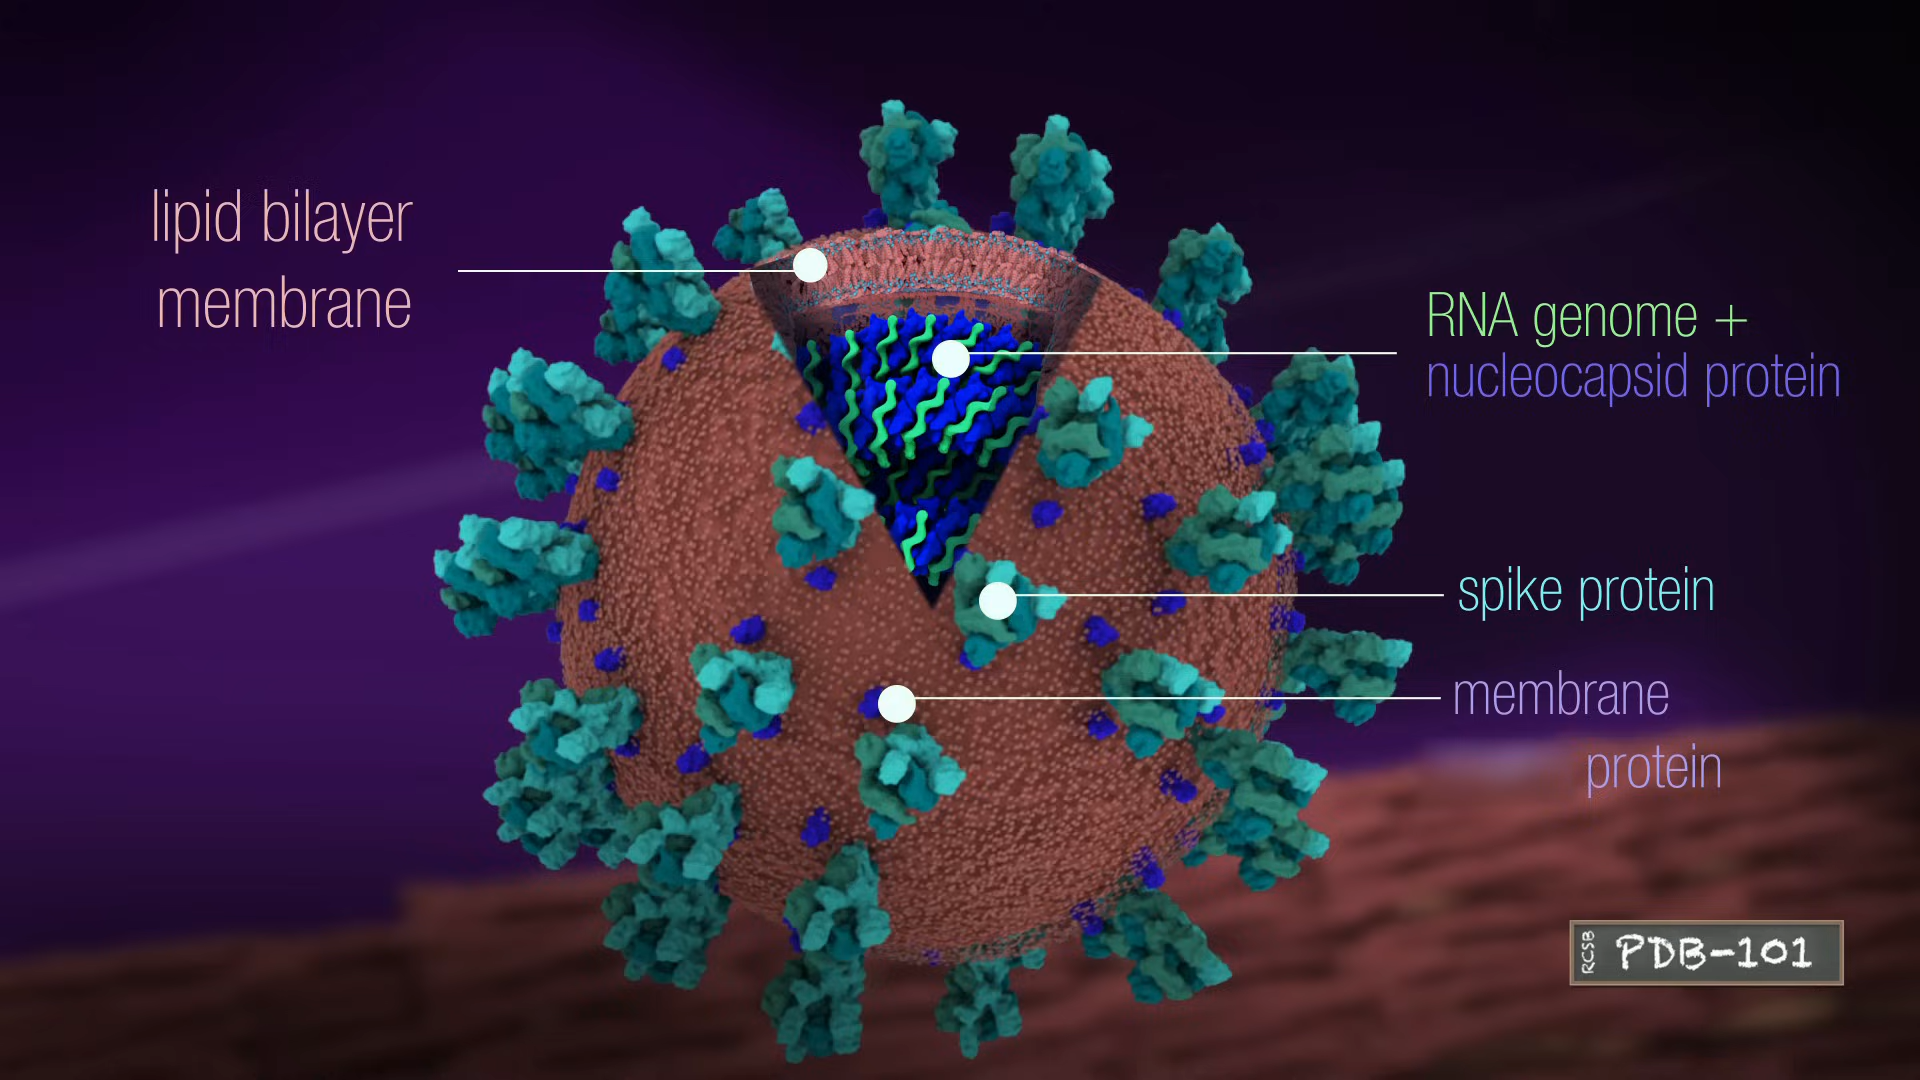 lipid bilayer
membrane
RNA genome +
nucleocapsid protein
spike protein
membrane
protein
RCSB
PDB-101